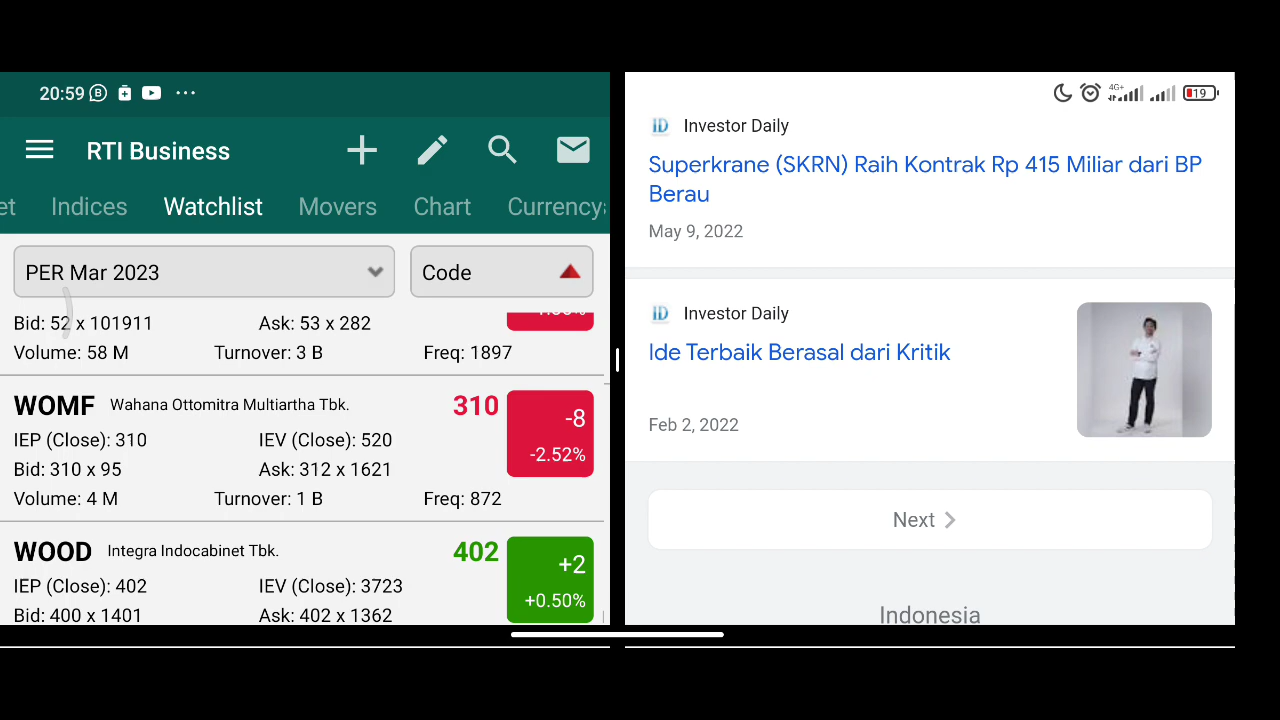 20:59
RTI Business
et Indices Watchlist Movers Chart Currency
PER Mar 2023
Code
Bid: 52 x 101911 Ask: 53 x 282
Volume: 58 M Turnover: 3 B Freq: 1897
WOMF Wahana Ottomitra Multiartha Tbk. 310 -8
IEP (Close): 310 IEV (Close): 520 -2.52%
Bid: 310 x 95 Ask: 312 x 1621
Volume: 4 M Turnover: 1 B Freq: 872
WOOD Integra Indocabinet Tbk. 402 +2
IEP (Close): 402 IEV (Close): 3723 +0.50%
Bid: 400 x 1401 Ask: 402 x 1362
4G+ 19
ID Investor Daily
Superkrane (SKRN) Raih Kontrak Rp 415 Miliar dari BP
Berau
May 9, 2022
ID Investor Daily
Ide Terbaik Berasal dari Kritik
Feb 2, 2022
Next
Indonesia